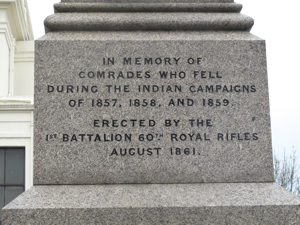 IN MEMORY OF
COMRADES WHO FELL
DURING THE INDIAN CAMPAIGNS
OF 1857, 1858, AND 1859.
ERECTED BY THE
1ST BATTALION 60TH ROYAL RIFLES
AUGUST 1861.